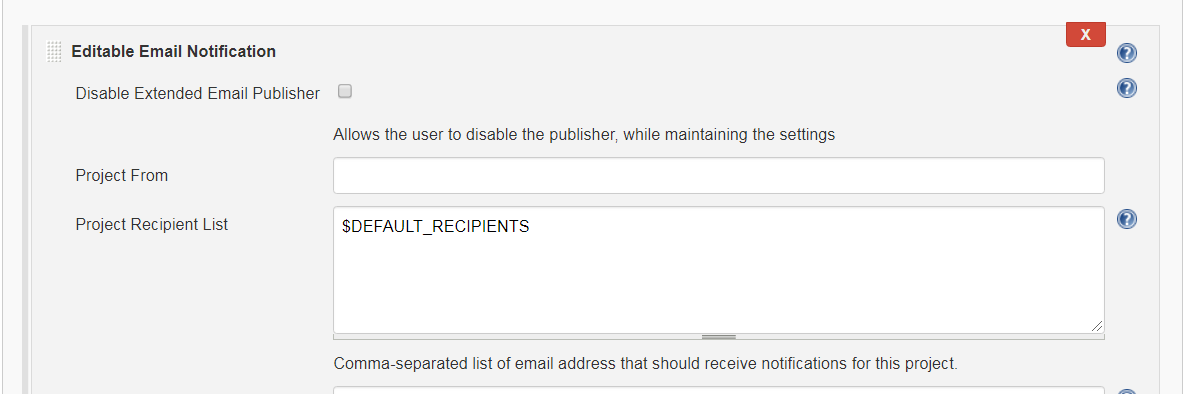 X
Editable Email Notification
?
Disable Extended Email Publisher
?
Allows the user to disable the publisher, while maintaining the settings
Project From
Project Recipient List
$DEFAULT_RECIPIENTS
?
Comma-separated list of email address that should receive notifications for this project.